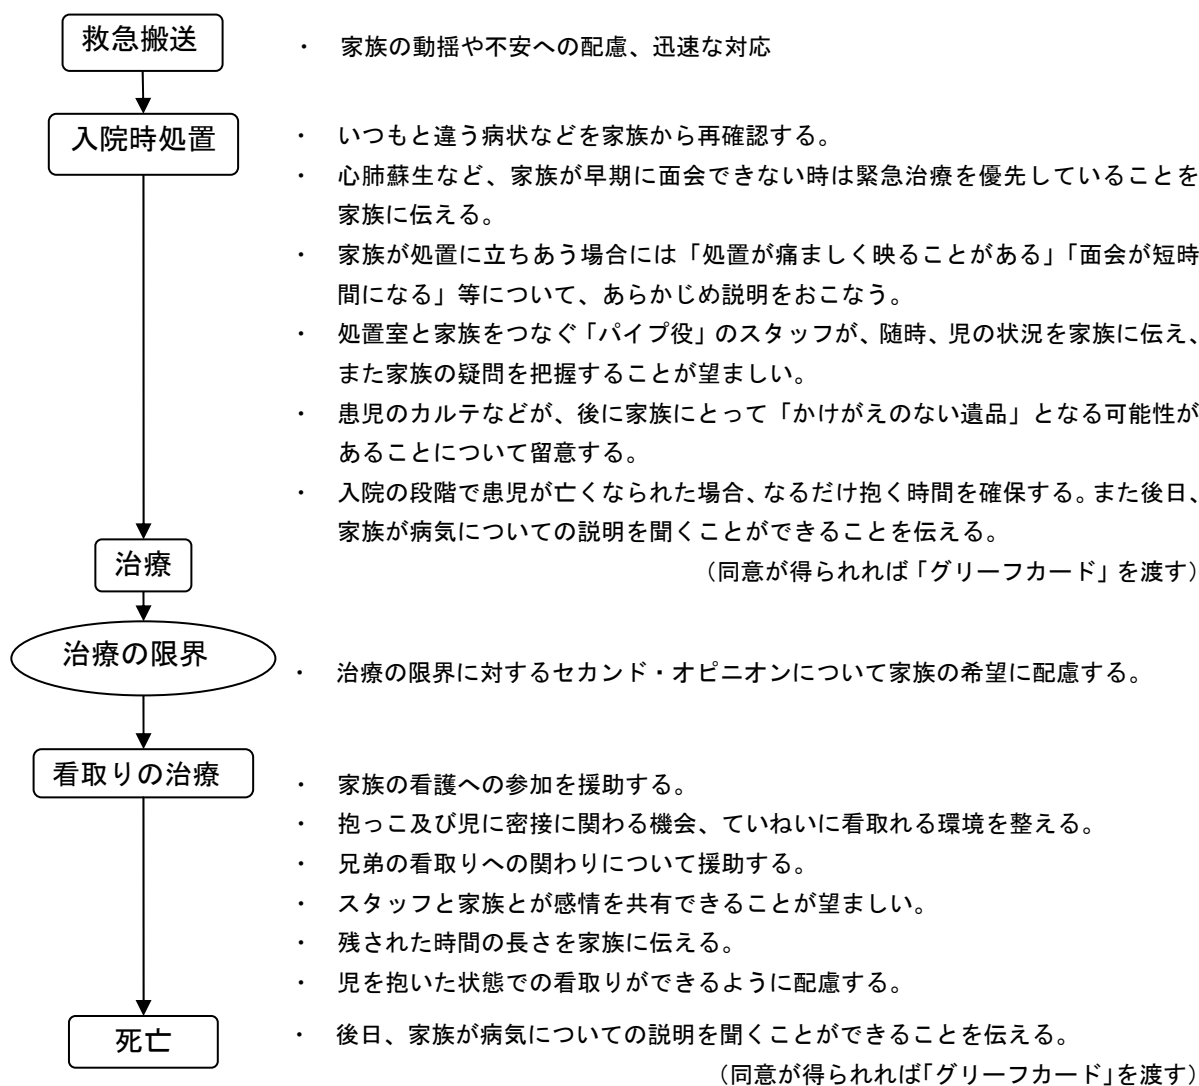 救急搬送
・ 家族の動揺や不安への配慮、迅速な対応
入院時処置
・ いつもと違う病状などを家族から再確認する。
・ 心肺蘇生など、家族が早期に面会できない時は緊急治療を優先していることを
家族に伝える。
・ 家族が処置に立ちあう場合には「処置が痛ましく映ることがある」「面会が短時
間になる」等について、あらかじめ説明をおこなう。
・ 処置室と家族をつなぐ「パイプ役」のスタッフが、随時、児の状況を家族に伝え、
また家族の疑問を把握することが望ましい。
・ 患児のカルテなどが、後に家族にとって「かけがえのない遺品」となる可能性が
あることについて留意する。
・ 入院の段階で患児が亡くなられた場合、なるだけ抱く時間を確保する。また後日、
家族が病気についての説明を聞くことができることを伝える。
（同意が得られれば「グリーフカード」を渡す）
治療
治療の限界
・ 治療の限界に対するセカンド・オピニオンについて家族の希望に配慮する。
看取りの治療
・ 家族の看護への参加を援助する。
・ 抱っこ及び児に密接に関わる機会、ていねいに看取れる環境を整える。
・ 兄弟の看取りへの関わりについて援助する。
・ スタッフと家族とが感情を共有できることが望ましい。
・ 残された時間の長さを家族に伝える。
・ 児を抱いた状態での看取りができるように配慮する。
死亡
・ 後日、家族が病気についての説明を聞くことができることを伝える。
（同意が得られれば「グリーフカード」を渡す）